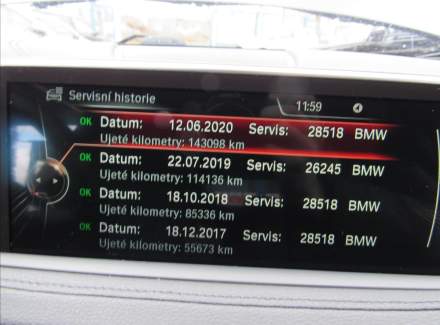 Servisní historie
11:59
OK Datum: 12.06.2020 Servis: 28518 BMW
Ujeté kilometry: 143098 km
OK Datum: 22.07.2019 Servis: 26245 BMW
Ujeté kilometry: 114136 km
OK Datum: 18.10.2018 Servis: 28518 BMW
Ujeté kilometry: 85336 km
OK Datum: 18.12.2017 Servis: 28518 BMW
Ujeté kilometry: 55673 km